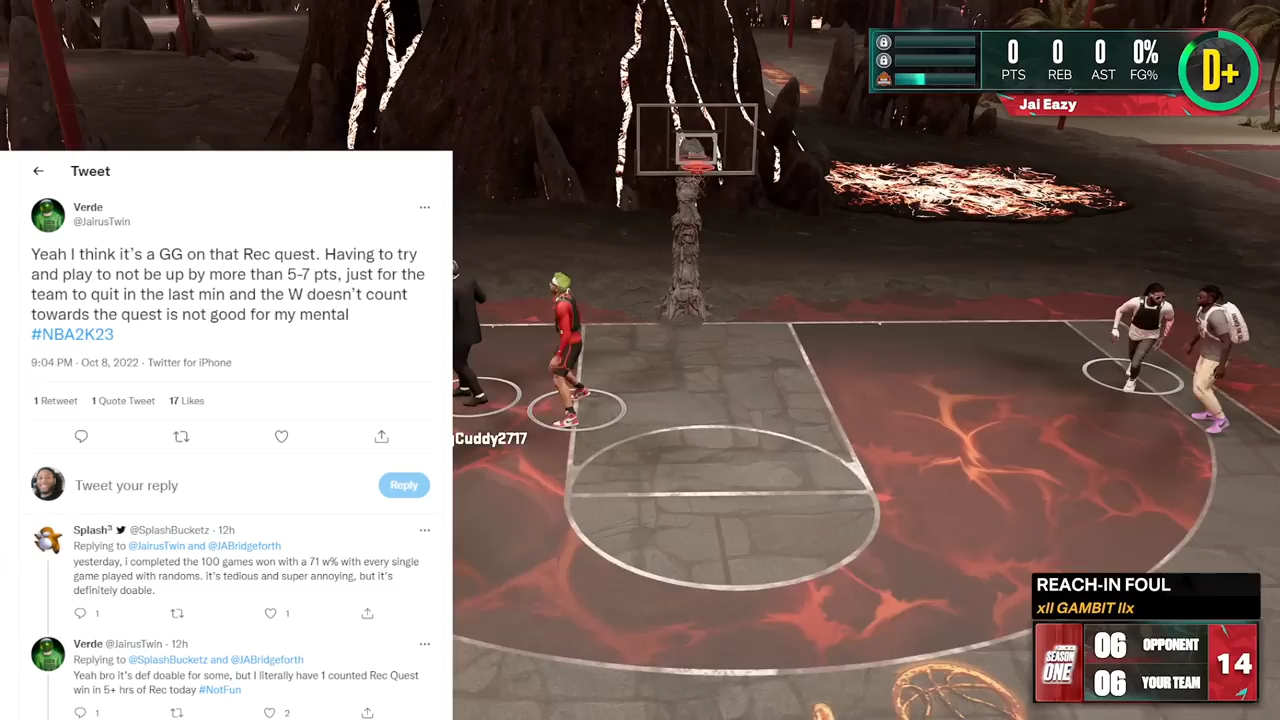 Tweet
Verde
@JairusTwin
Yeah I think it's a GG on that Rec quest. Having to try
and play to not be up by more than 5-7 pts, just for the
team to quit in the last min and the W doesn't count
towards the quest is not good for my mental
#NBA2K23
9:04 PM · Oct 8, 2022 · Twitter for iPhone
1 Retweet 1 Quote Tweet 17 Likes
Tweet your reply
Reply
Splash³ @SplashBucketz · 12h
Replying to @JairusTwin and @JABridgeforth
yesterday, i completed the 100 games won with a 71 w% with every single
game played with randoms. it's tedious and super annoying, but it's
definitely doable.
1 1
Verde @JairusTwin · 12h
Replying to @SplashBucketz and @JABridgeforth
Yeah bro it's def doable for some, but I literally have 1 counted Rec Quest
win in 5+ hrs of Rec today #NotFun
1 2
0 0 0 0%
PTS REB AST FG%
D+
Jai Eazy
gCuddy2717
REACH-IN FOUL
xII GAMBIT IIx
SEASON
ONE
06 OPPONENT
06 YOUR TEAM
14